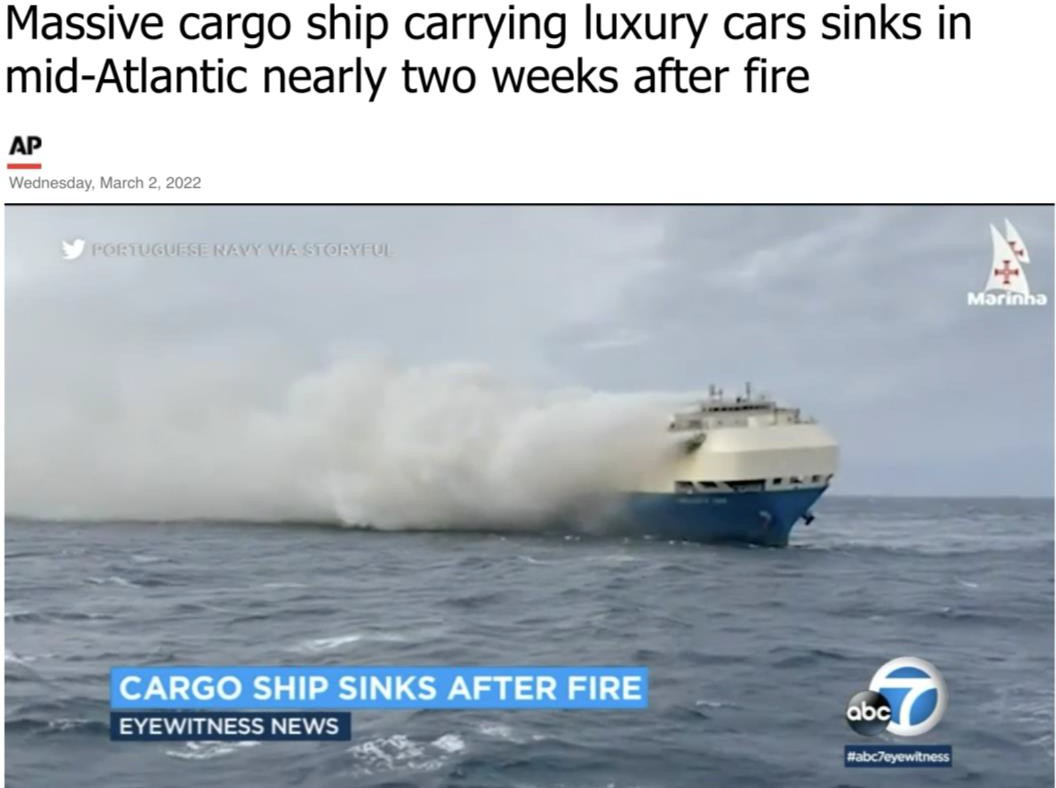 Massive cargo ship carrying luxury cars sinks in
mid-Atlantic nearly two weeks after fire
AP
Wednesday, March 2, 2022
PORTUGUESE NAVY VIA STORYFUL
Marinha
CARGO SHIP SINKS AFTER FIRE
EYEWITNESS NEWS
abc 7
#abc7eyewitness